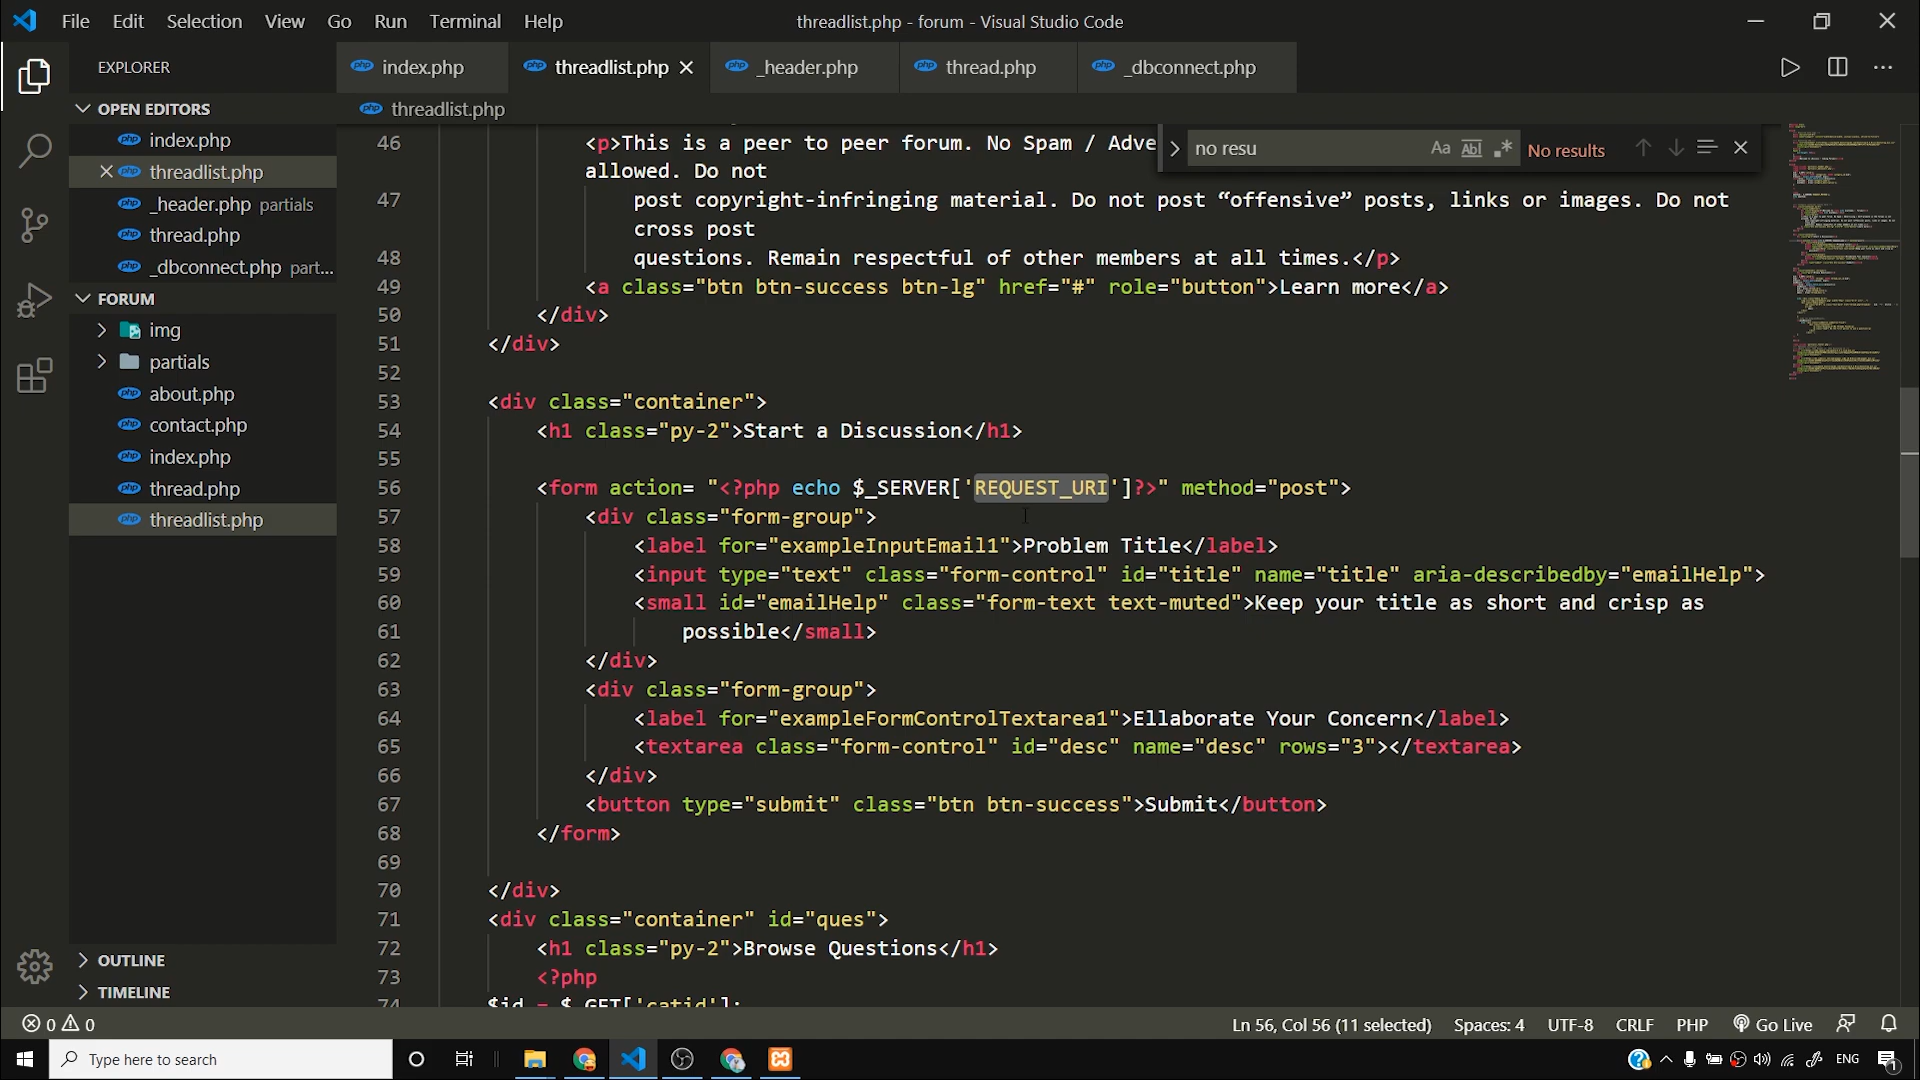 File Edit Selection View Go Run Terminal Help
threadlist.php - forum - Visual Studio Code
EXPLORER
OPEN EDITORS
index.php
threadlist.php
_header.php partials
thread.php
_dbconnect.php part...
FORUM
img
partials
about.php
contact.php
index.php
thread.php
threadlist.php
OUTLINE
TIMELINE
index.php threadlist.php _header.php thread.php _dbconnect.php
threadlist.php
no resu Aa Abl No results
46 <p>This is a peer to peer forum. No Spam / Adve
allowed. Do not
47 post copyright-infringing material. Do not post “offensive” posts, links or images. Do not
cross post
48 questions. Remain respectful of other members at all times.</p>
49 <a class="btn btn-success btn-lg" href="#" role="button">Learn more</a>
50 </div>
51 </div>
52
53 <div class="container">
54 <h1 class="py-2">Start a Discussion</h1>
55
56 <form action= "<?php echo $_SERVER['REQUEST_URI']?>" method="post">
57 <div class="form-group">
58 <label for="exampleInputEmail1">Problem Title</label>
59 <input type="text" class="form-control" id="title" name="title" aria-describedby="emailHelp">
60 <small id="emailHelp" class="form-text text-muted">Keep your title as short and crisp as
61 possible</small>
62 </div>
63 <div class="form-group">
64 <label for="exampleFormControlTextarea1">Ellaborate Your Concern</label>
65 <textarea class="form-control" id="desc" name="desc" rows="3"></textarea>
66 </div>
67 <button type="submit" class="btn btn-success">Submit</button>
68 </form>
69
70 </div>
71 <div class="container" id="ques">
72 <h1 class="py-2">Browse Questions</h1>
73 <?php
74 $id = $_GET['catid'];
0 0
Ln 56, Col 56 (11 selected) Spaces: 4 UTF-8 CRLF PHP Go Live
Type here to search
ENG
1